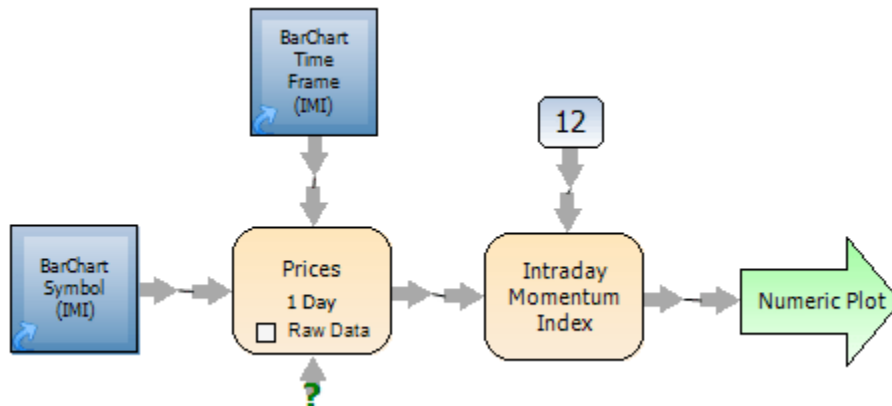 BarChart
Time
Frame
(IMI)
12
BarChart
Symbol
(IMI)
Prices
1 Day
Raw Data
Intraday
Momentum
Index
Numeric Plot
?